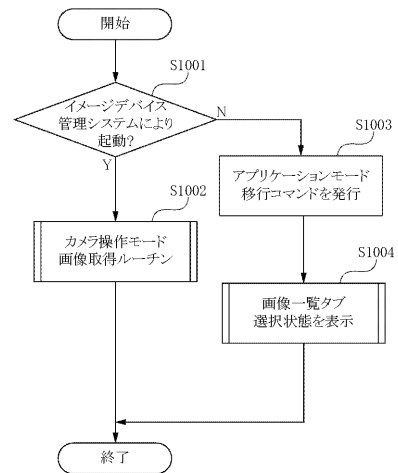 開始
S1001
イメージデバイス
管理システムにより
起動?
N
Y
S1003
アプリケーションモード
移行コマンドを発行
S1002
カメラ操作モード
画像取得ルーチン
S1004
画像一覧タブ
選択状態を表示
終了